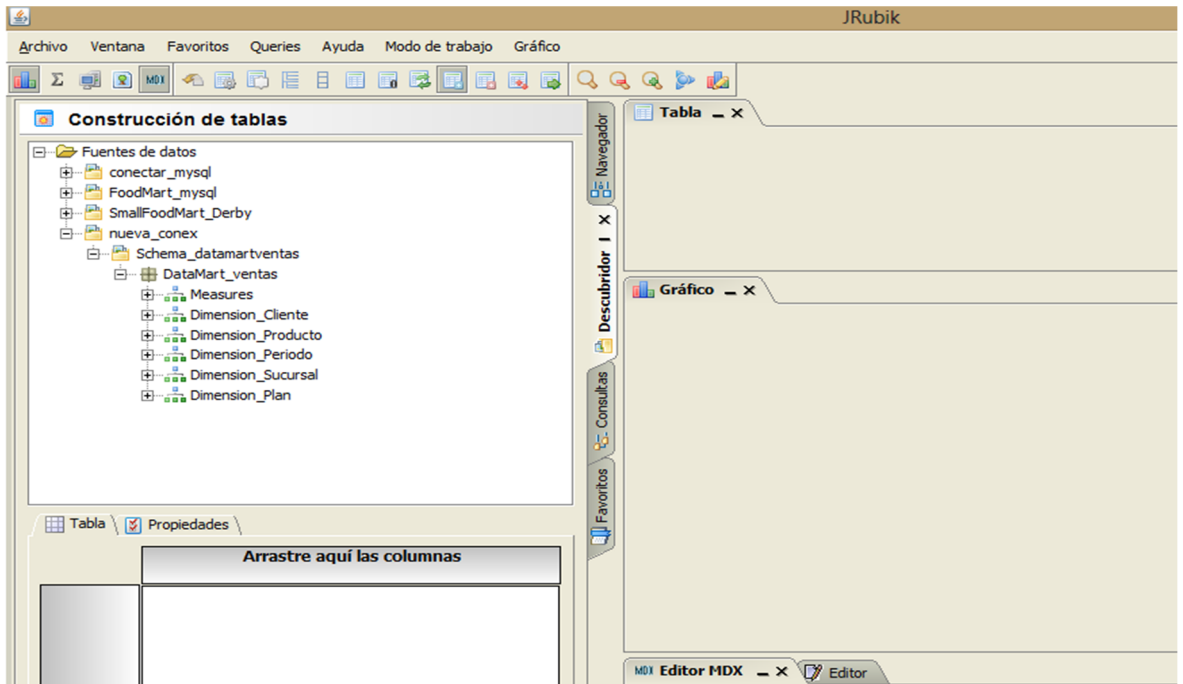 JRubik
Archivo Ventana Favoritos Queries Ayuda Modo de trabajo Gráfico
Σ MDX
Construcción de tablas
Fuentes de datos
conectar_mysql
FoodMart_mysql
SmallFoodMart_Derby
nueva_conex
Schema_datamartventas
DataMart_ventas
Measures
Dimension_Cliente
Dimension_Producto
Dimension_Periodo
Dimension_Sucursal
Dimension_Plan
Tabla Propiedades
Arrastre aquí las columnas
Navegador
Descubridor
Consultas
Favoritos
Tabla
Gráfico
MDX Editor MDX Editor